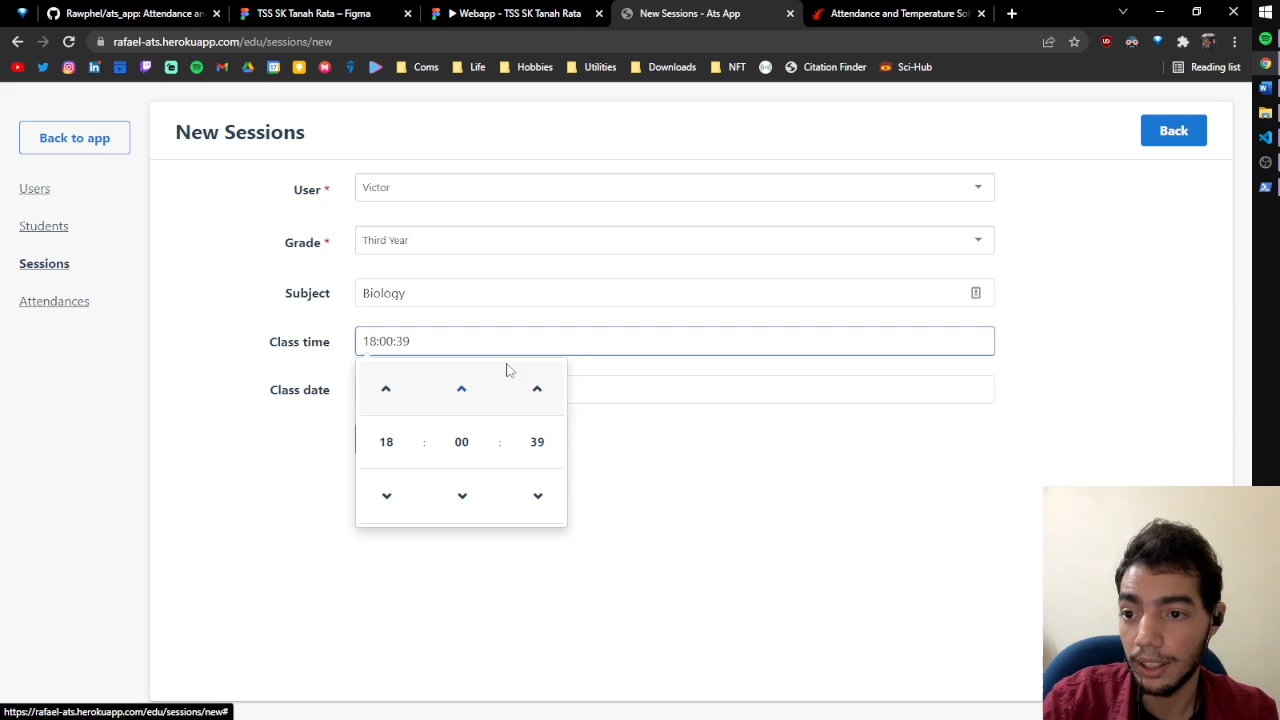 Rawphel/ats_app: Attendance an
TSS SK Tanah Rata – Figma
Webapp - TSS SK Tanah Rata
New Sessions - Ats App
Attendance and Temperature Sof
rafael-ats.herokuapp.com/edu/sessions/new
Coms
Life
Hobbies
Utilities
Downloads
NFT
Citation Finder
Sci-Hub
Reading list
Back to app
New Sessions
Back
Users
Students
Sessions
Attendances
User *
Victor
Grade *
Third Year
Subject
Biology
Class time
18:00:39
Class date
18 : 00 : 39
https://rafael-ats.herokuapp.com/edu/sessions/new#